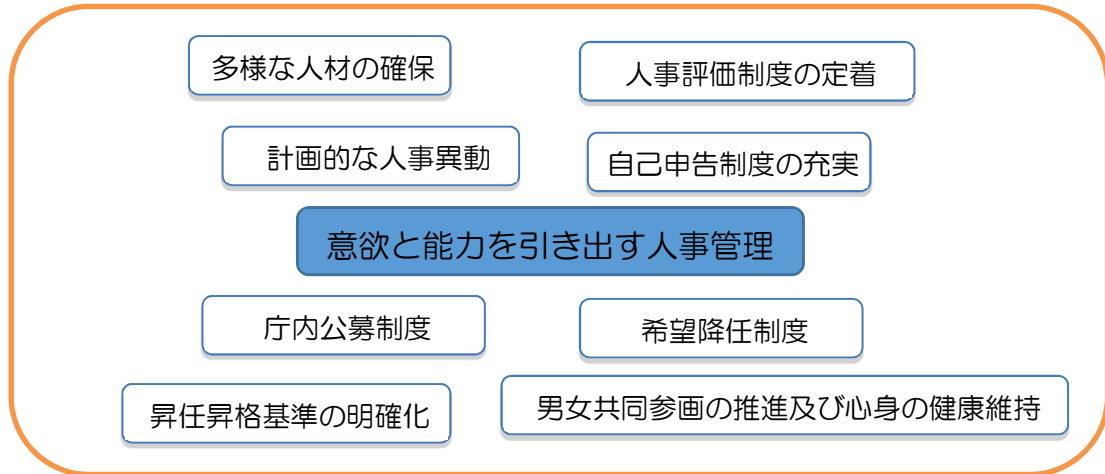 多様な人材の確保
人事評価制度の定着
計画的な人事異動
自己申告制度の充実
意欲と能力を引き出す人事管理
庁内公募制度
希望降任制度
昇任昇格基準の明確化
男女共同参画の推進及び心身の健康維持